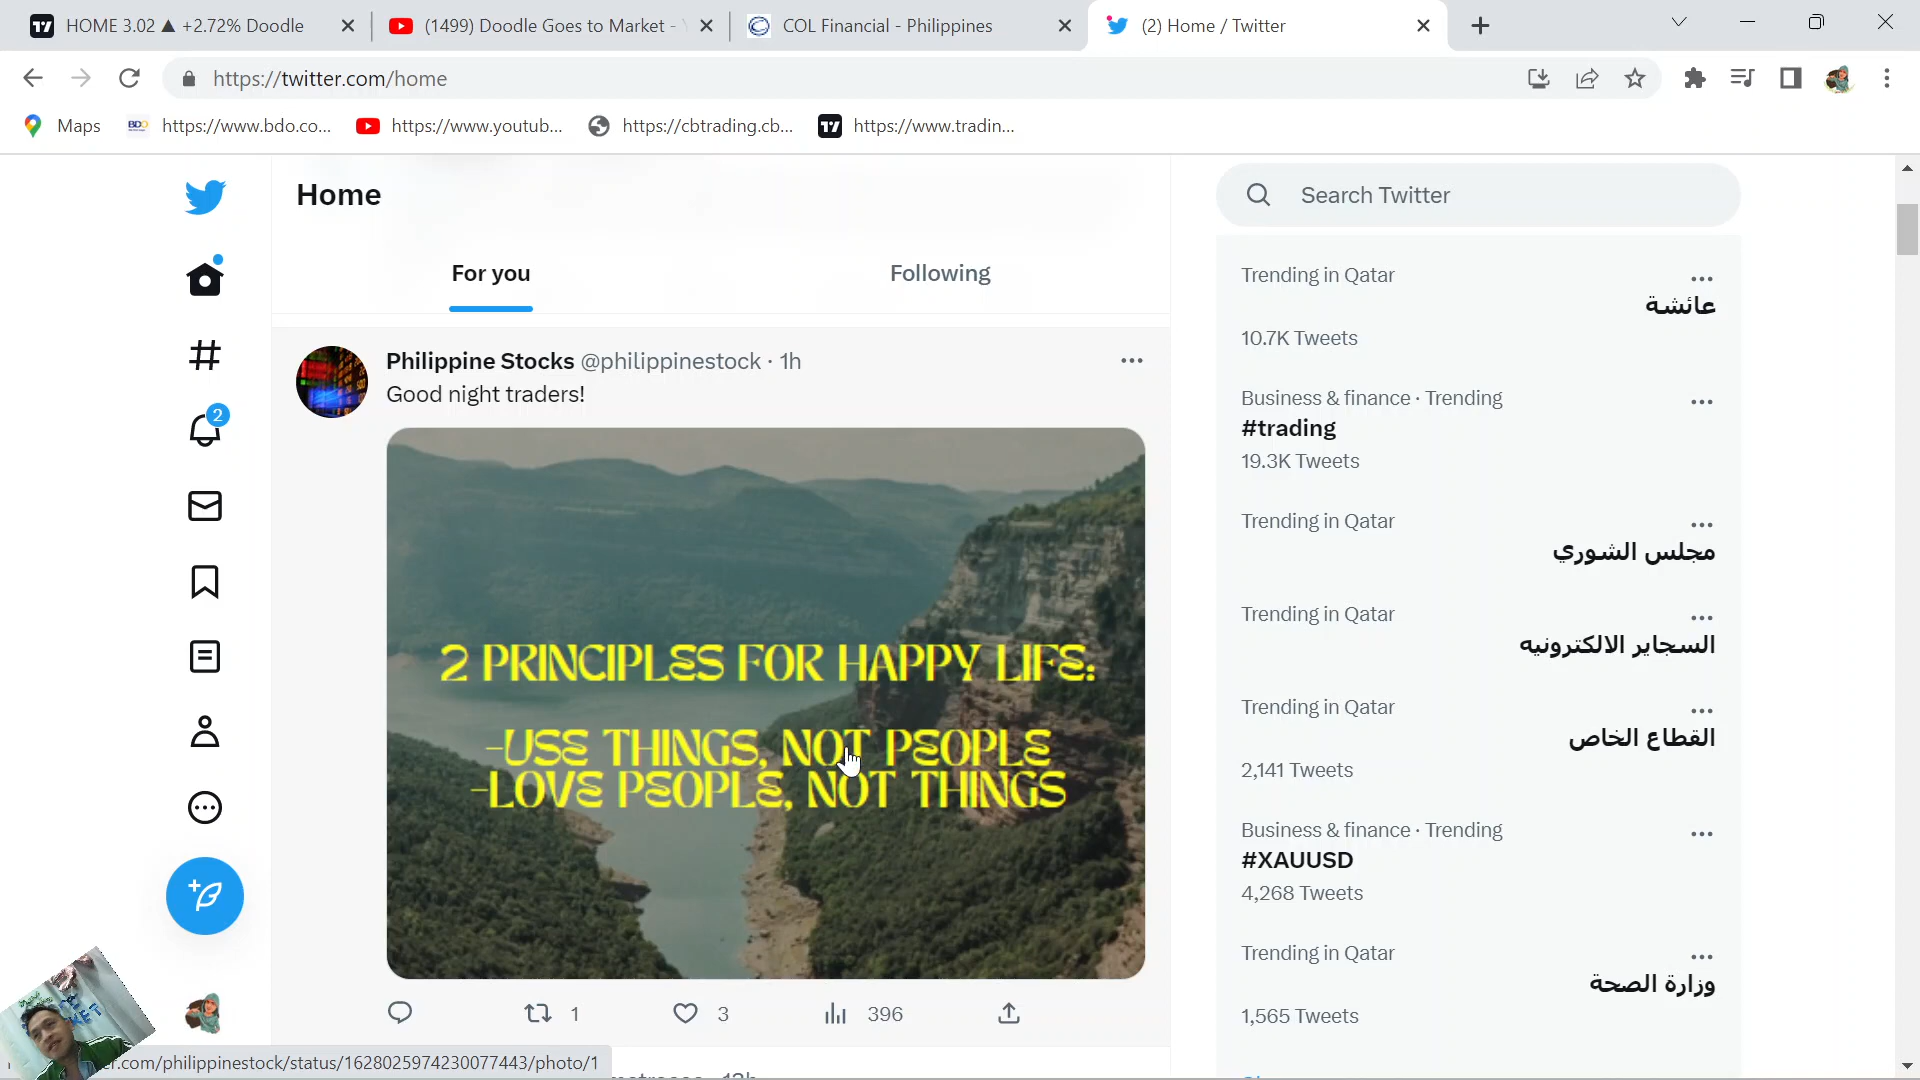 HOME 3.02 ▲ +2.72% Doodle
(1499) Doodle Goes to Market -
COL Financial - Philippines
(2) Home / Twitter
https://twitter.com/home
Maps
BDO
https://www.bdo.co...
https://www.youtub...
https://cbtrading.cb...
https://www.tradin...
Home
For you
Following
Philippine Stocks @philippinestock · 1h
Good night traders!
2 PRINCIPLES FOR HAPPY LIFE:
-USE THINGS, NOT PEOPLE
-LOVE PEOPLE, NOT THINGS
1
3
396
2
.com/philippinestock/status/1628025974230077443/photo/1
Search Twitter
Trending in Qatar
عائشة
10.7K Tweets
Business & finance · Trending
#trading
19.3K Tweets
Trending in Qatar
مجلس الشوري
Trending in Qatar
السجاير الالكترونيه
Trending in Qatar
القطاع الخاص
2,141 Tweets
Business & finance · Trending
#XAUUSD
4,268 Tweets
Trending in Qatar
وزارة الصحة
1,565 Tweets